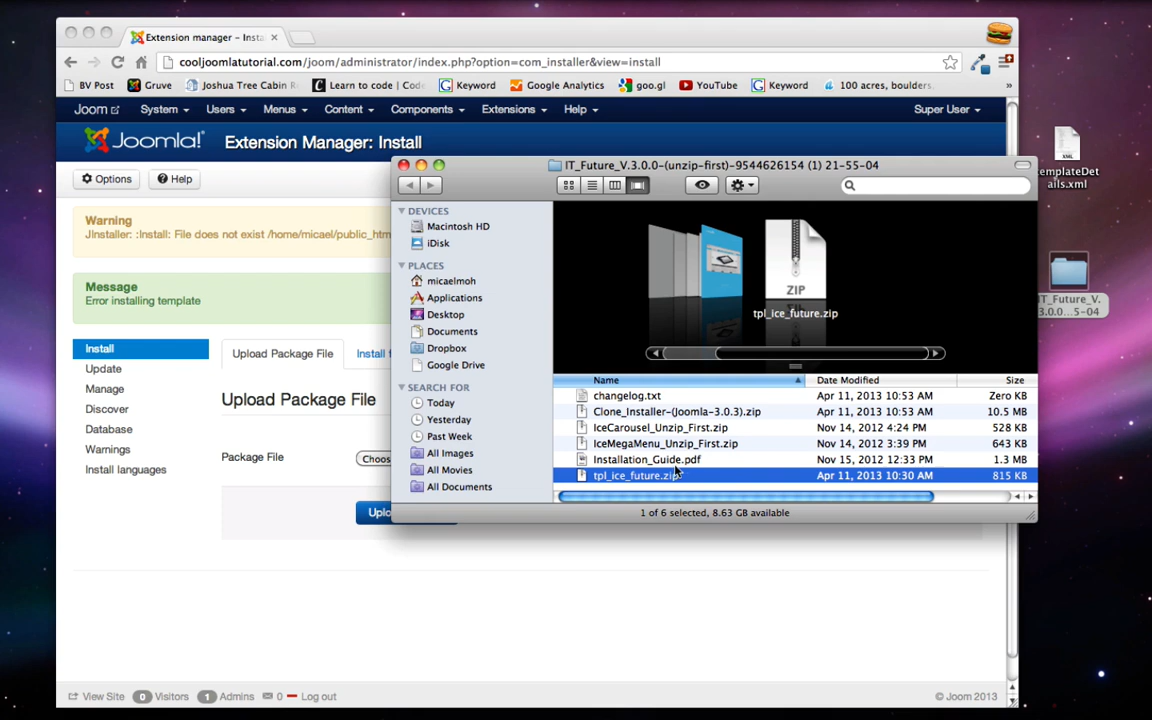 Extension manager – Insta
cooljoomlatutorial.com/joom/administrator/index.php?option=com_installer&view=install
BV Post Gruve Joshua Tree Cabin R Learn to code | Code Keyword Google Analytics goo.gl YouTube Keyword 100 acres, boulders, »
Joom System Users Menus Content Components Extensions Help Super User
Joomla! Extension Manager: Install
Options Help
Warning
JInstaller: :Install: File does not exist /home/micael/public_htm
Message
Error installing template
Install
Update
Manage
Discover
Database
Warnings
Install languages
Upload Package File Install f
Upload Package File
Package File Choos
Uplo
View Site 0 Visitors 1 Admins 0 Log out © Joom 2013
IT_Future_V.3.0.0-(unzip-first)-9544626154 (1) 21-55-04
DEVICES
Macintosh HD
iDisk
PLACES
micaelmoh
Applications
Desktop
Documents
Dropbox
Google Drive
SEARCH FOR
Today
Yesterday
Past Week
All Images
All Movies
All Documents
ZIP
tpl_ice_future.zip
Name Date Modified Size
changelog.txt Apr 11, 2013 10:53 AM Zero KB
Clone_Installer-(Joomla-3.0.3).zip Apr 11, 2013 10:53 AM 10.5 MB
IceCarousel_Unzip_First.zip Nov 14, 2012 4:24 PM 528 KB
IceMegaMenu_Unzip_First.zip Nov 14, 2012 3:39 PM 643 KB
Installation_Guide.pdf Nov 15, 2012 12:33 PM 1.3 MB
tpl_ice_future.zip Apr 11, 2013 10:30 AM 815 KB
1 of 6 selected, 8.63 GB available
XML
templateDet
ails.xml
IT_Future_V.
3.0.0...5-04